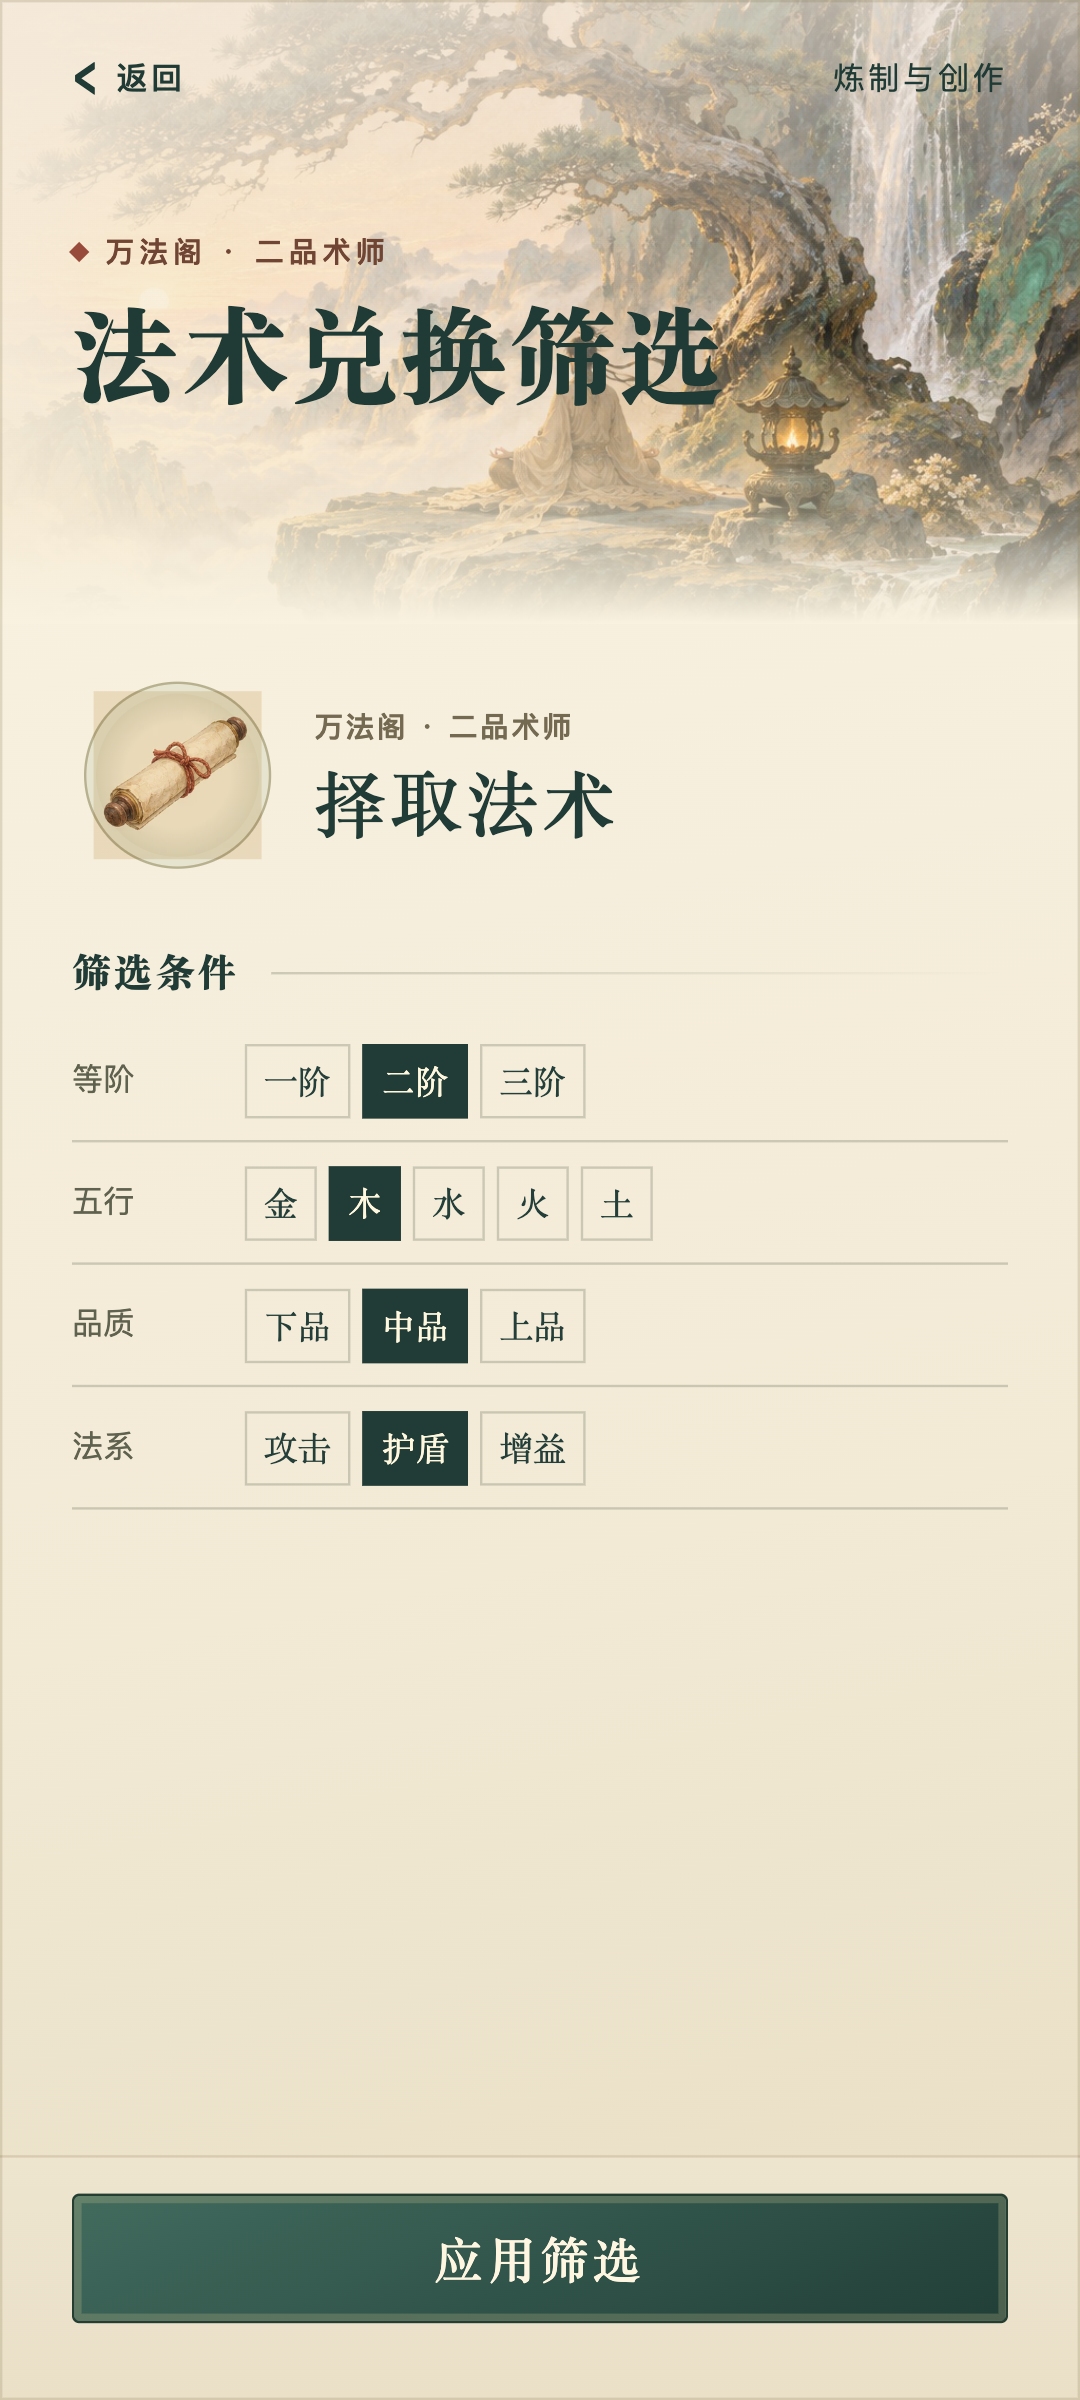 返回
炼制与创作
万法阁 · 二品术师
法术兑换筛选
万法阁 · 二品术师
择取法术
筛选条件
等阶 一阶 二阶 三阶
五行 金 木 水 火 土
品质 下品 中品 上品
法系 攻击 护盾 增益
应用筛选